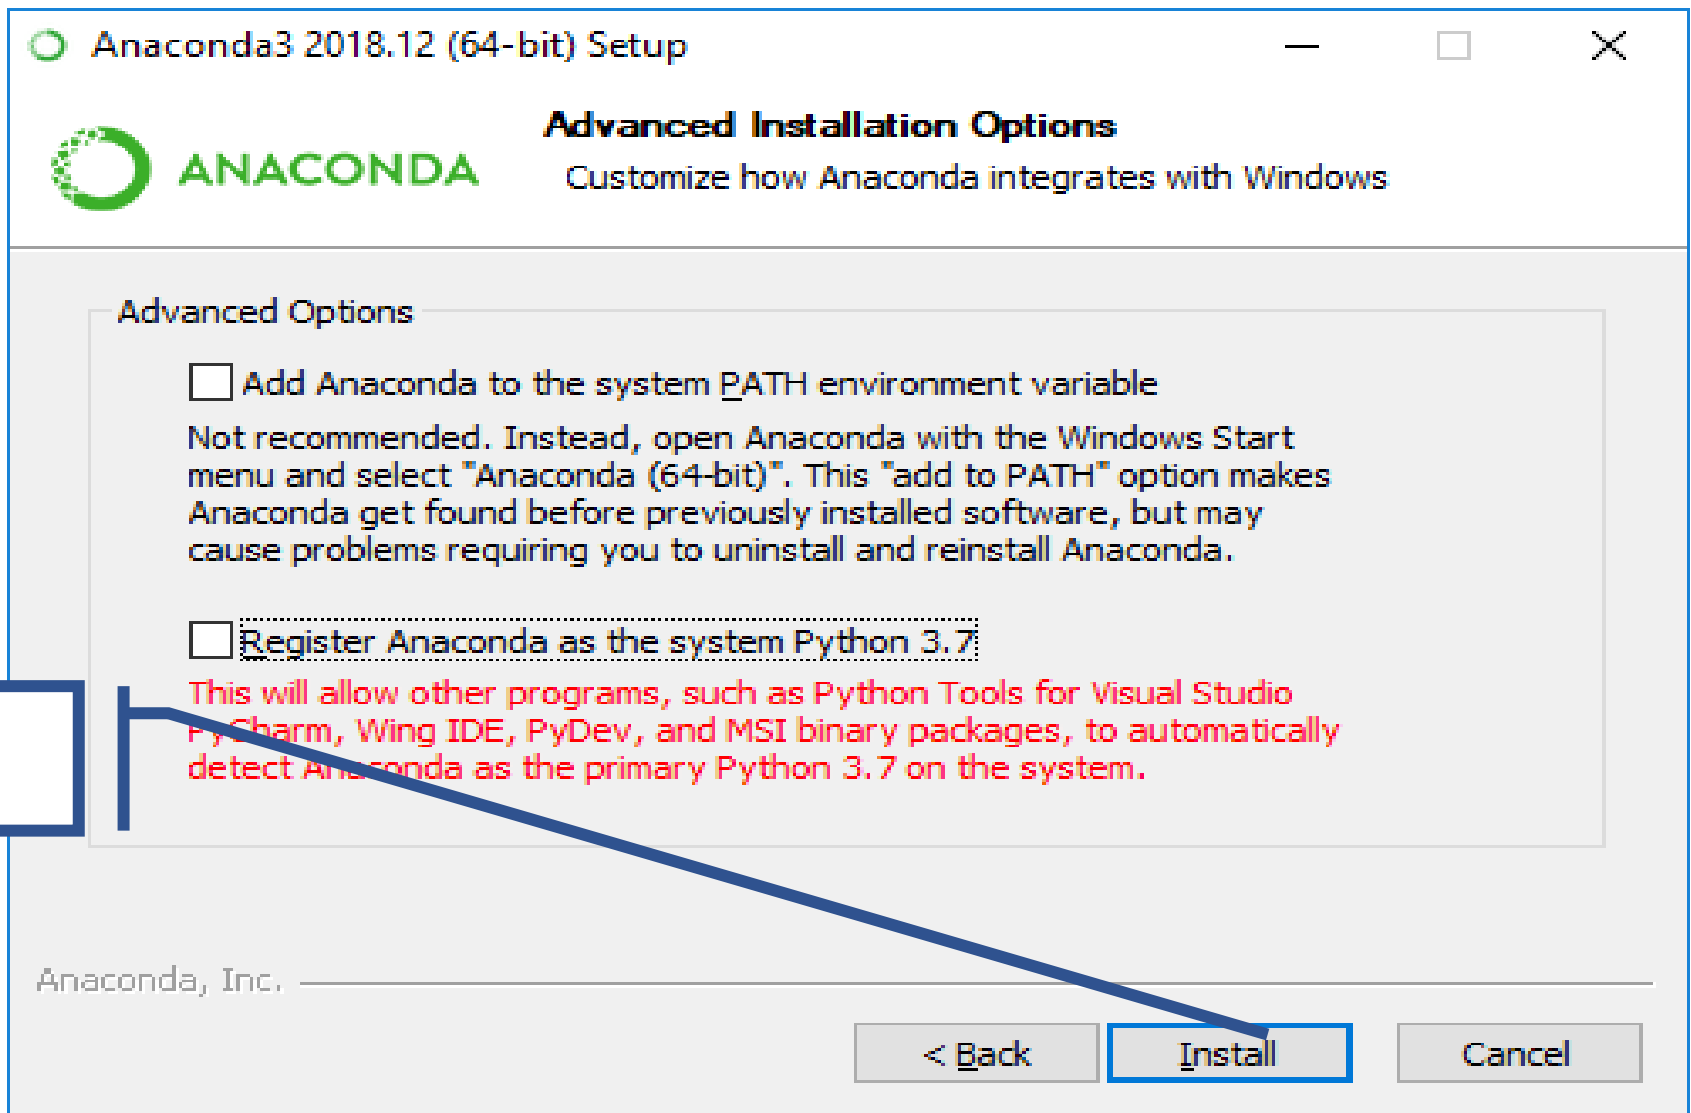 Anaconda3 2018.12 (64-bit) Setup
ANACONDA
Advanced Installation Options
Customize how Anaconda integrates with Windows
Advanced Options
Add Anaconda to the system PATH environment variable
Not recommended. Instead, open Anaconda with the Windows Start
menu and select "Anaconda (64-bit)". This "add to PATH" option makes
Anaconda get found before previously installed software, but may
cause problems requiring you to uninstall and reinstall Anaconda.
Register Anaconda as the system Python 3.7
This will allow other programs, such as Python Tools for Visual Studio
PyCharm, Wing IDE, PyDev, and MSI binary packages, to automatically
detect Anaconda as the primary Python 3.7 on the system.
Anaconda, Inc.
< Back
Install
Cancel